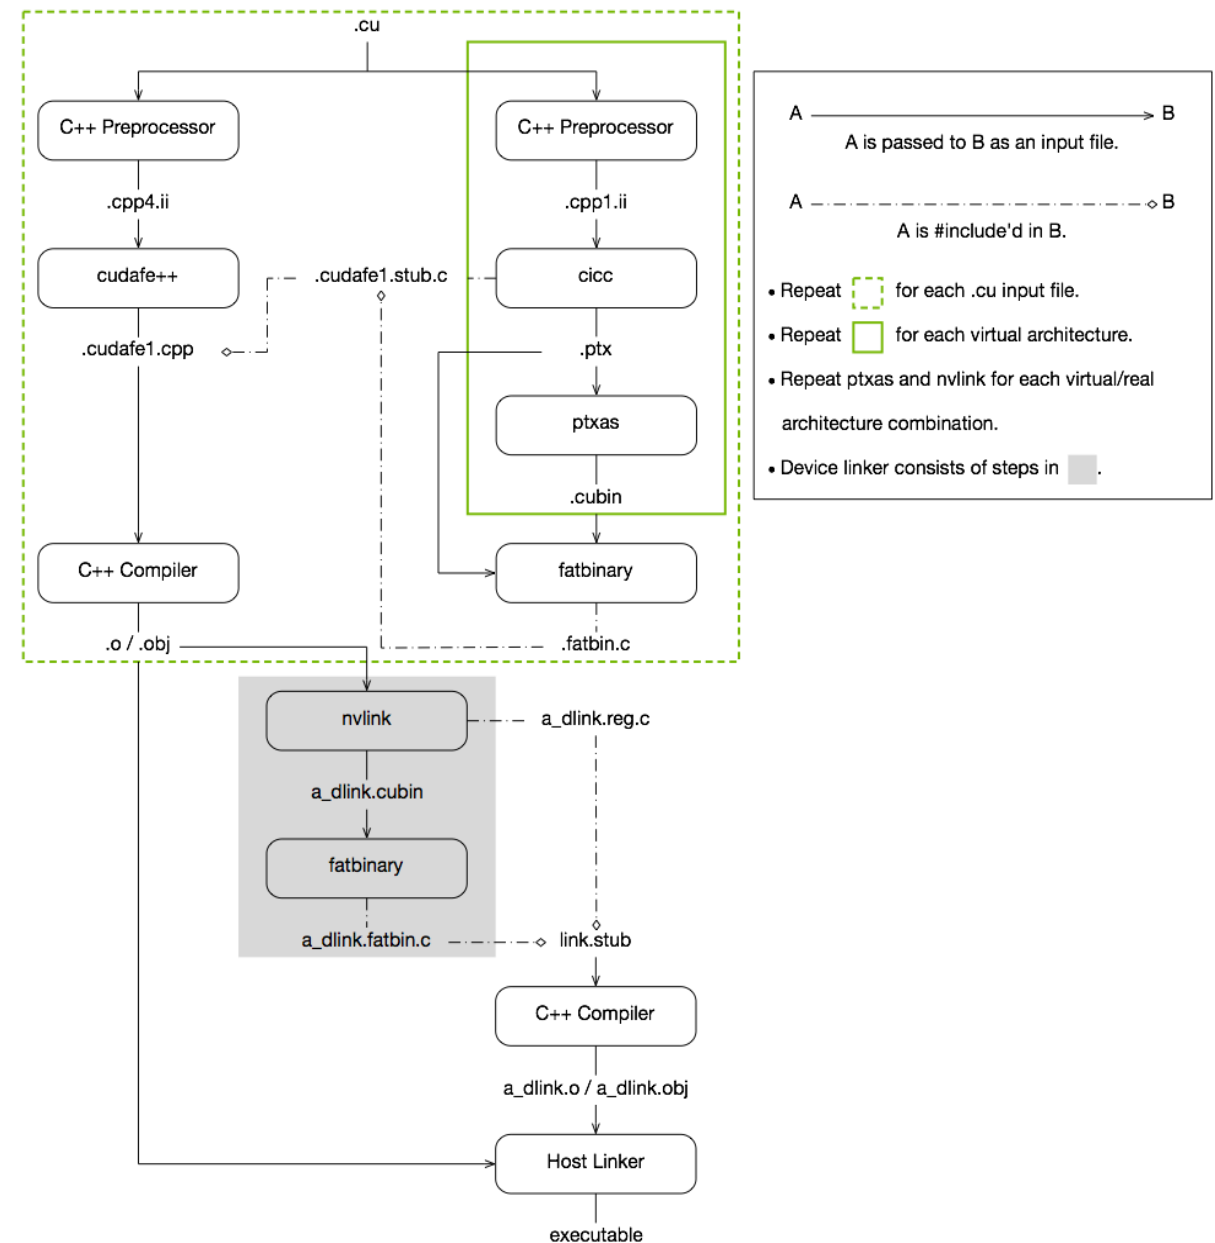 .cu
C++ Preprocessor
C++ Preprocessor
.cpp4.ii
.cpp1.ii
cudafe++
.cudafe1.stub.c
cicc
.cudafe1.cpp
.ptx
ptxas
.cubin
C++ Compiler
fatbinary
.o / .obj
.fatbin.c
nvlink
a_dlink.reg.c
a_dlink.cubin
fatbinary
a_dlink.fatbin.c
link.stub
C++ Compiler
a_dlink.o / a_dlink.obj
Host Linker
executable
A B
A is passed to B as an input file.
A B
A is #include'd in B.
• Repeat for each .cu input file.
• Repeat for each virtual architecture.
• Repeat ptxas and nvlink for each virtual/real
architecture combination.
• Device linker consists of steps in .